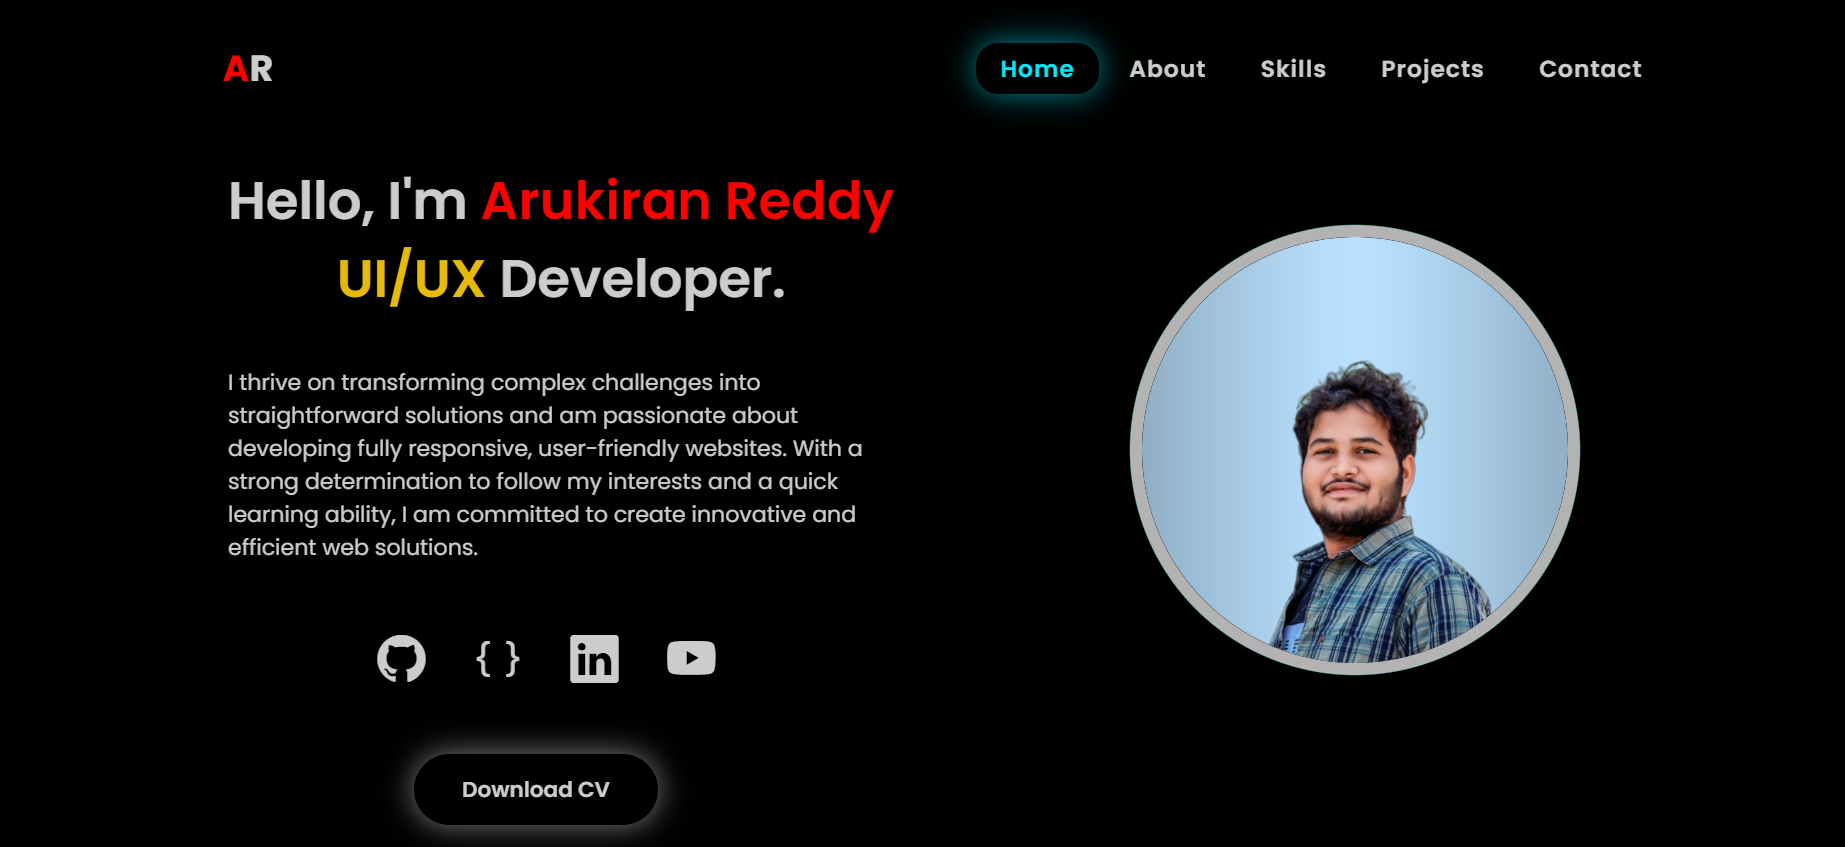 AR
Home About Skills Projects Contact
Hello, I'm Arukiran Reddy
UI/UX Developer.
I thrive on transforming complex challenges into
straightforward solutions and am passionate about
developing fully responsive, user-friendly websites. With a
strong determination to follow my interests and a quick
learning ability, I am committed to create innovative and
efficient web solutions.
{ }
in
Download CV